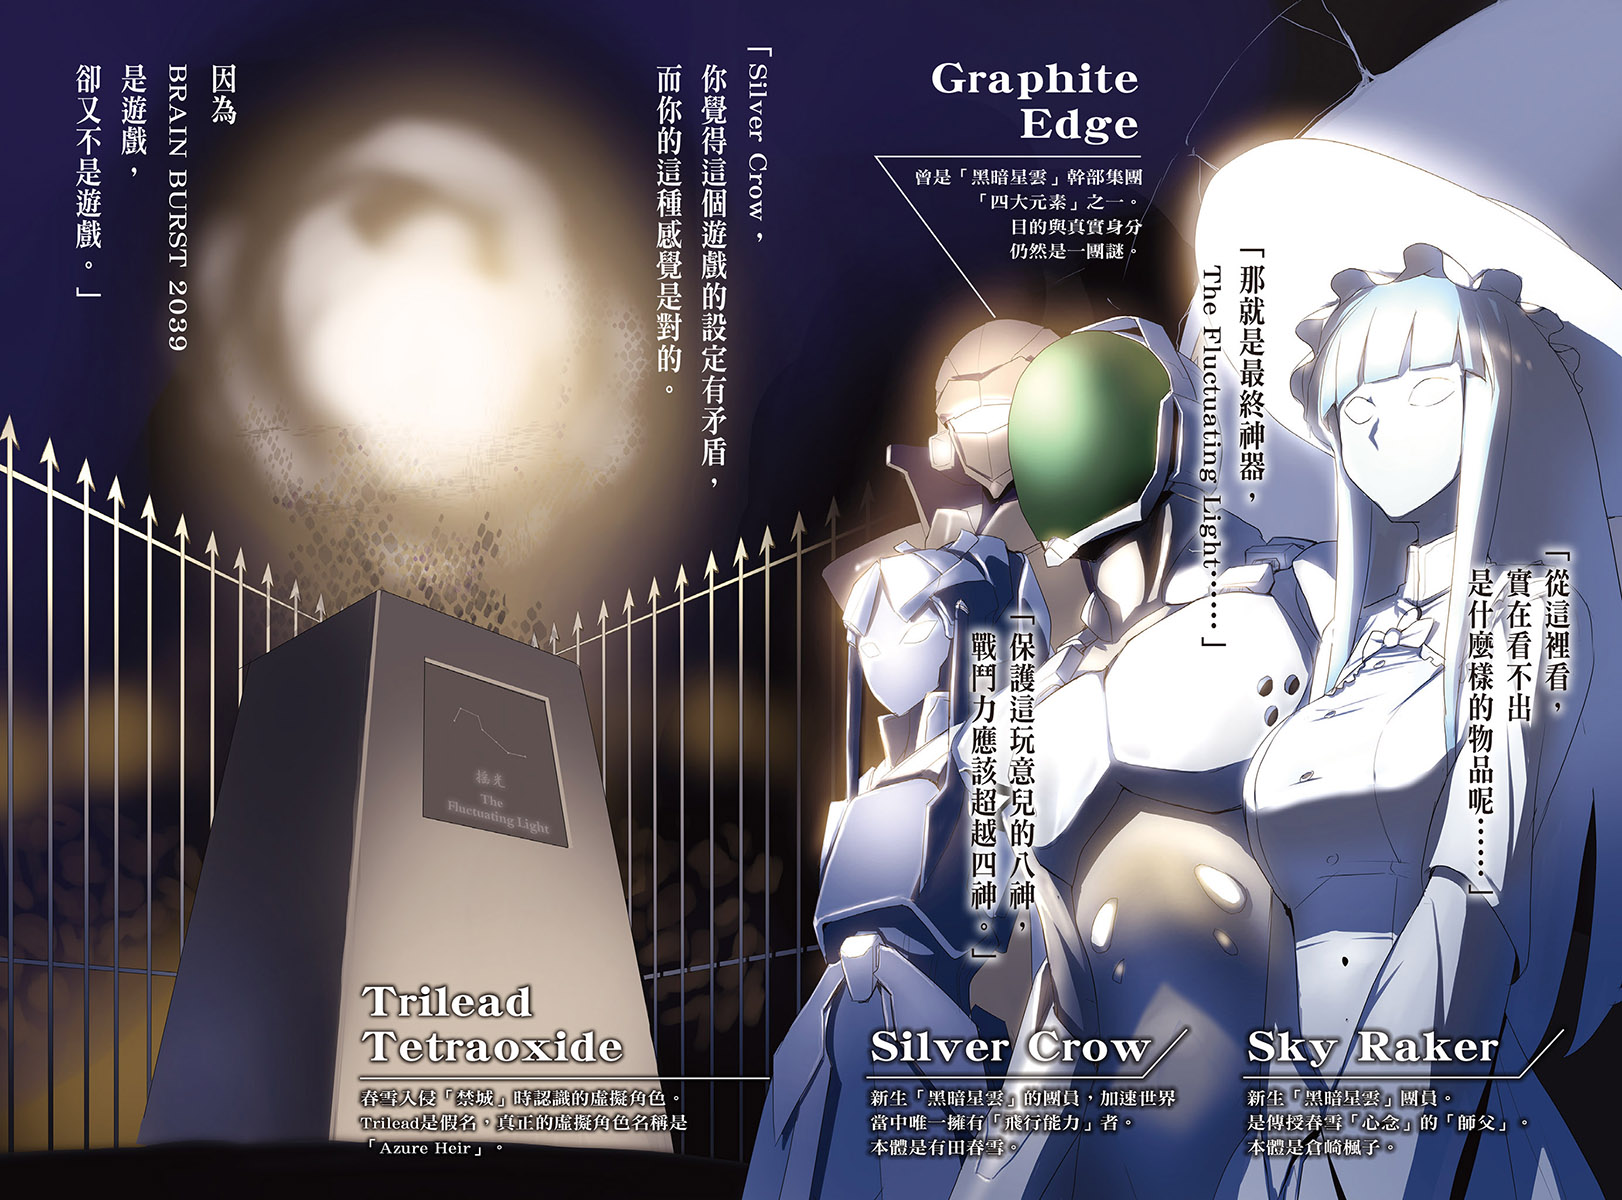 Graphite
Edge
曾是「黑暗星雲」幹部集團
「四大元素」之一。
目的與真實身分
仍然是一團謎。
「從這裡看，
實在看不出
是什麼樣的物品呢……」
「那就是最終神器，
The Fluctuating Light……」
「保護這玩意兒的八神，
戰鬥力應該超越四神。」
「Silver Crow，
你覺得這個遊戲的設定有矛盾，
而你的這種感覺是對的。
因為
BRAIN BURST 2039
是遊戲，
卻又不是遊戲。」
搖光
The
Fluctuating Light
Sky Raker
新生「黑暗星雲」團員。
是傳授春雪「心念」的「師父」。
本體是倉崎楓子。
Silver Crow
新生「黑暗星雲」的團員，加速世界
當中唯一擁有「飛行能力」者。
本體是有田春雪。
Trilead
Tetraoxide
春雪入侵「禁城」時認識的虛擬角色。
Trilead是假名，真正的虛擬角色名稱是
「Azure Heir」。